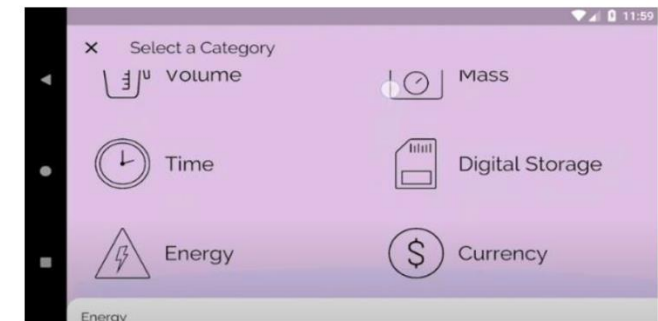 11:59
Select a Category
Volume
Mass
Time
Digital Storage
Energy
$ Currency
Energy